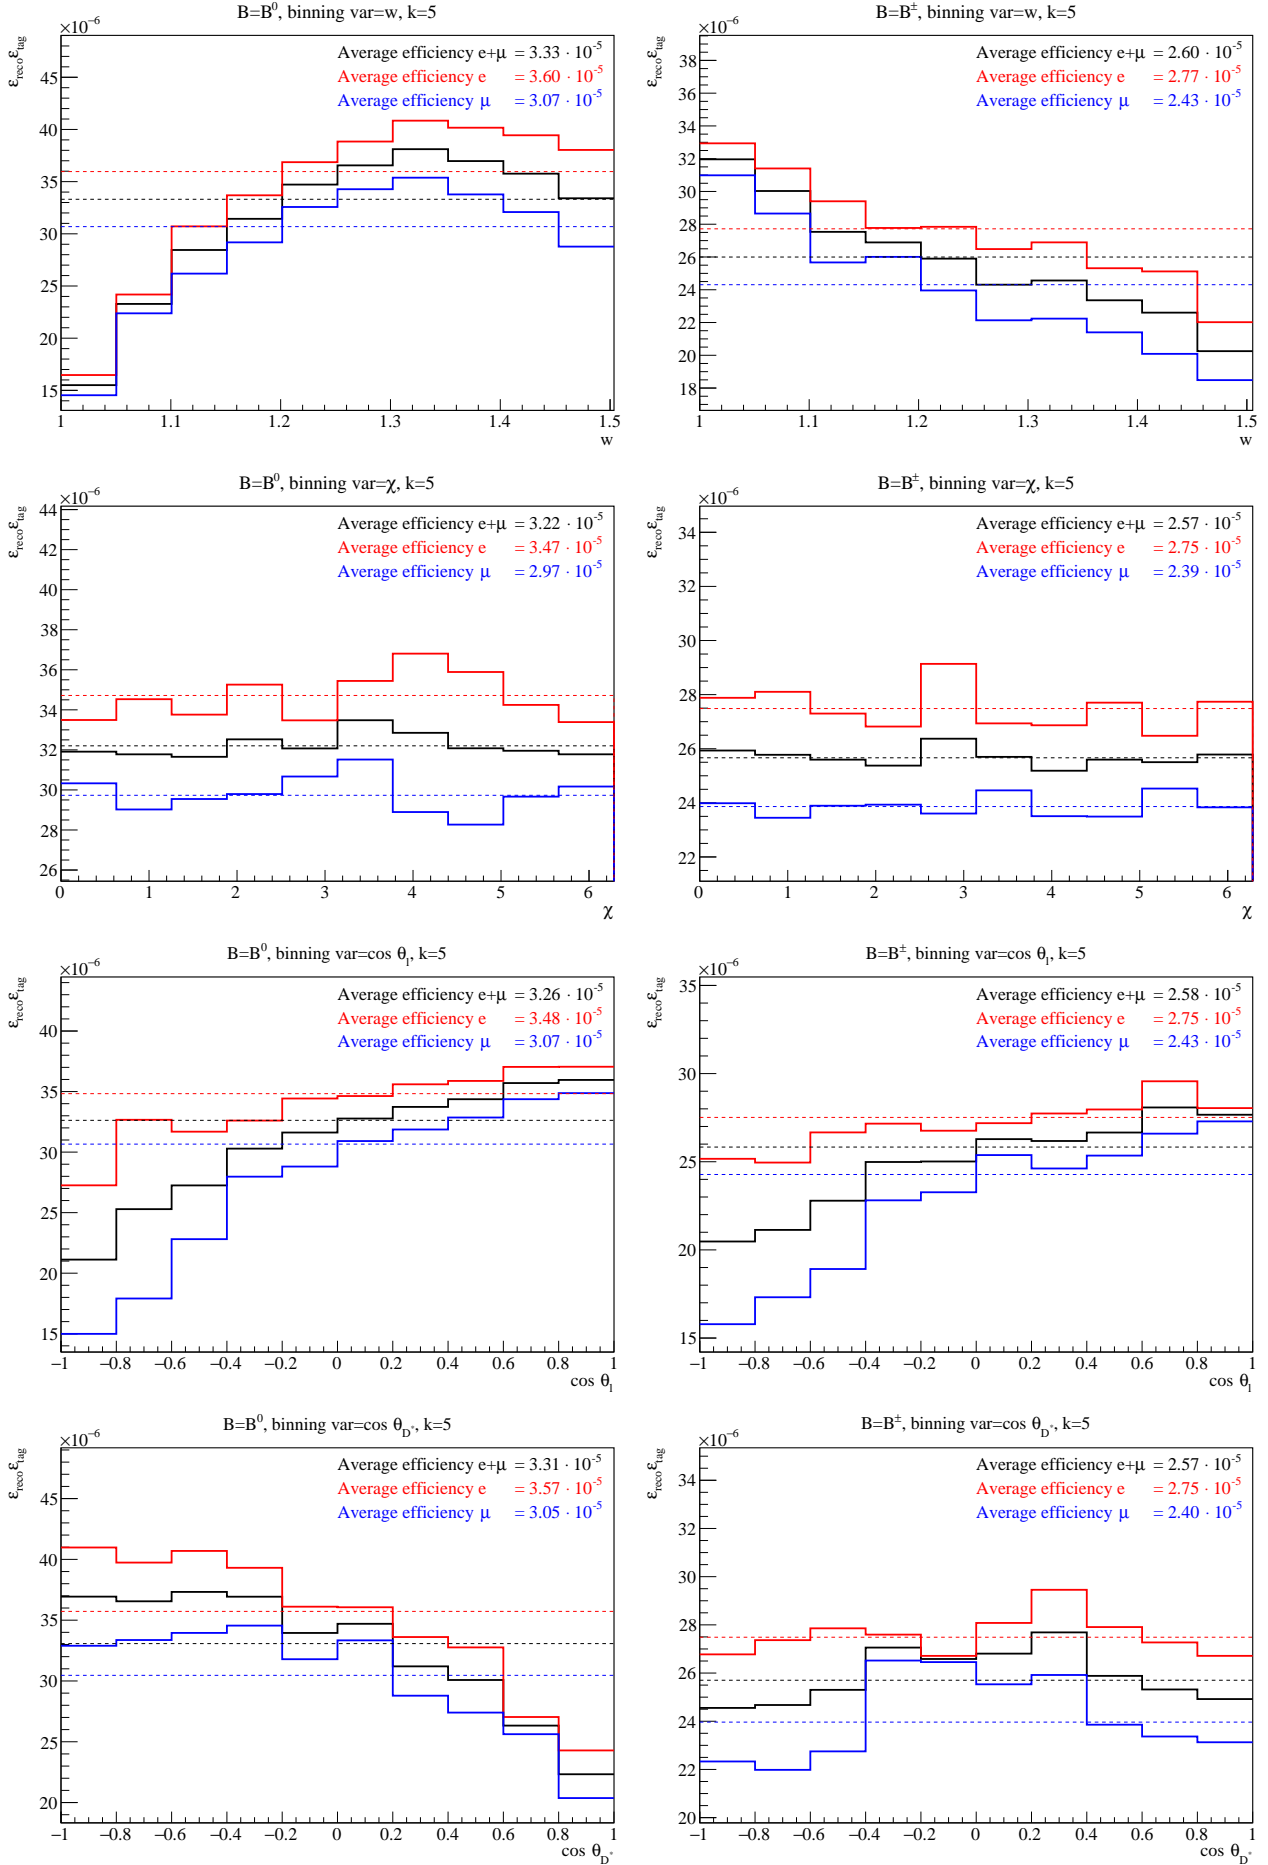 B=B⁰, binning var=w, k=5
×10⁻⁶
ε_reco ε_tag
Average efficiency e+μ = 3.33 · 10⁻⁵
Average efficiency e = 3.60 · 10⁻⁵
Average efficiency μ = 3.07 · 10⁻⁵
45
40
35
30
25
20
15
1 1.1 1.2 1.3 1.4 1.5
w
B=B±, binning var=w, k=5
×10⁻⁶
ε_reco ε_tag
Average efficiency e+μ = 2.60 · 10⁻⁵
Average efficiency e = 2.77 · 10⁻⁵
Average efficiency μ = 2.43 · 10⁻⁵
38
36
34
32
30
28
26
24
22
20
18
1 1.1 1.2 1.3 1.4 1.5
w
B=B⁰, binning var=χ, k=5
×10⁻⁶
ε_reco ε_tag
Average efficiency e+μ = 3.22 · 10⁻⁵
Average efficiency e = 3.47 · 10⁻⁵
Average efficiency μ = 2.97 · 10⁻⁵
44
42
40
38
36
34
32
30
28
26
0 1 2 3 4 5 6
χ
B=B±, binning var=χ, k=5
×10⁻⁶
ε_reco ε_tag
Average efficiency e+μ = 2.57 · 10⁻⁵
Average efficiency e = 2.75 · 10⁻⁵
Average efficiency μ = 2.39 · 10⁻⁵
34
32
30
28
26
24
22
0 1 2 3 4 5 6
χ
B=B⁰, binning var=cos θ_l, k=5
×10⁻⁶
ε_reco ε_tag
Average efficiency e+μ = 3.26 · 10⁻⁵
Average efficiency e = 3.48 · 10⁻⁵
Average efficiency μ = 3.07 · 10⁻⁵
40
35
30
25
20
15
−1 −0.8 −0.6 −0.4 −0.2 0 0.2 0.4 0.6 0.8 1
cos θ_l
B=B±, binning var=cos θ_l, k=5
×10⁻⁶
ε_reco ε_tag
Average efficiency e+μ = 2.58 · 10⁻⁵
Average efficiency e = 2.75 · 10⁻⁵
Average efficiency μ = 2.43 · 10⁻⁵
35
30
25
20
15
−1 −0.8 −0.6 −0.4 −0.2 0 0.2 0.4 0.6 0.8 1
cos θ_l
B=B⁰, binning var=cos θ_D*, k=5
×10⁻⁶
ε_reco ε_tag
Average efficiency e+μ = 3.31 · 10⁻⁵
Average efficiency e = 3.57 · 10⁻⁵
Average efficiency μ = 3.05 · 10⁻⁵
45
40
35
30
25
20
−1 −0.8 −0.6 −0.4 −0.2 0 0.2 0.4 0.6 0.8 1
cos θ_D*
B=B±, binning var=cos θ_D*, k=5
×10⁻⁶
ε_reco ε_tag
Average efficiency e+μ = 2.57 · 10⁻⁵
Average efficiency e = 2.75 · 10⁻⁵
Average efficiency μ = 2.40 · 10⁻⁵
34
32
30
28
26
24
22
20
−1 −0.8 −0.6 −0.4 −0.2 0 0.2 0.4 0.6 0.8 1
cos θ_D*